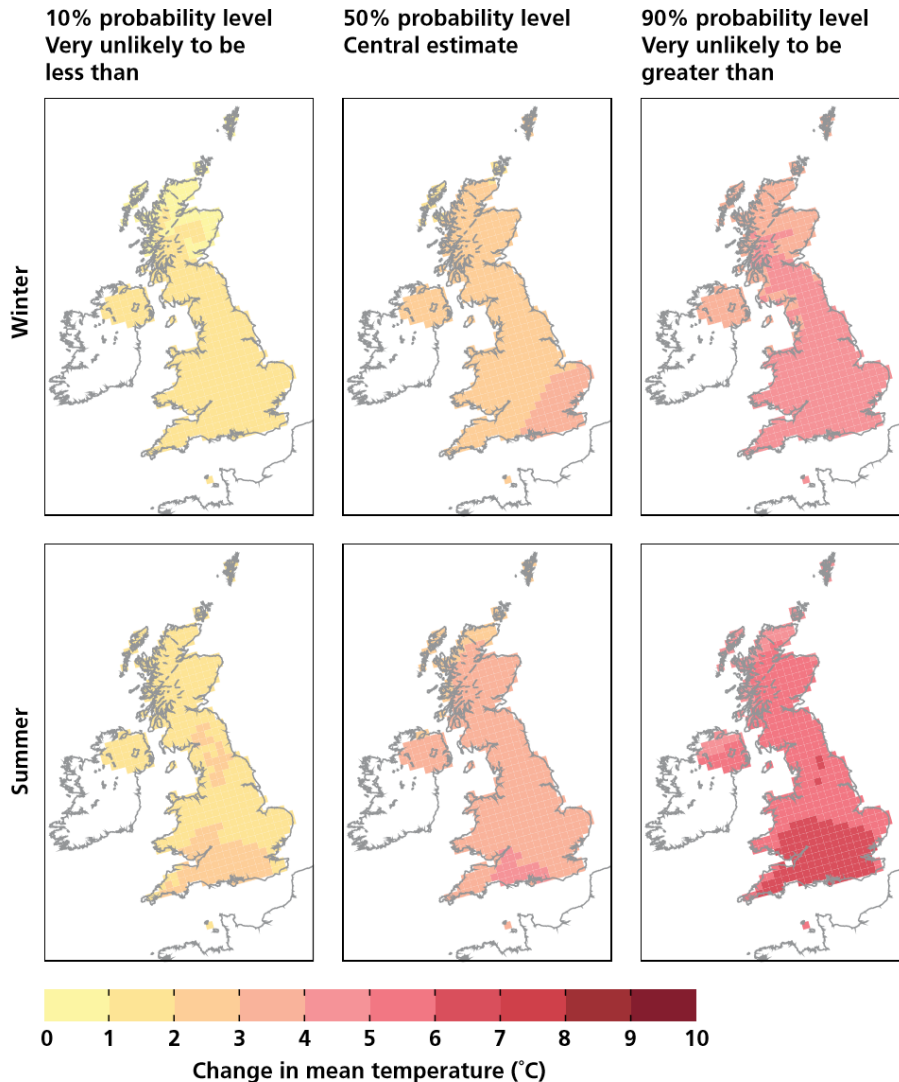 10% probability level
Very unlikely to be
less than
50% probability level
Central estimate
90% probability level
Very unlikely to be
greater than
Winter
Summer
0 1 2 3 4 5 6 7 8 9 10
Change in mean temperature (˚C)